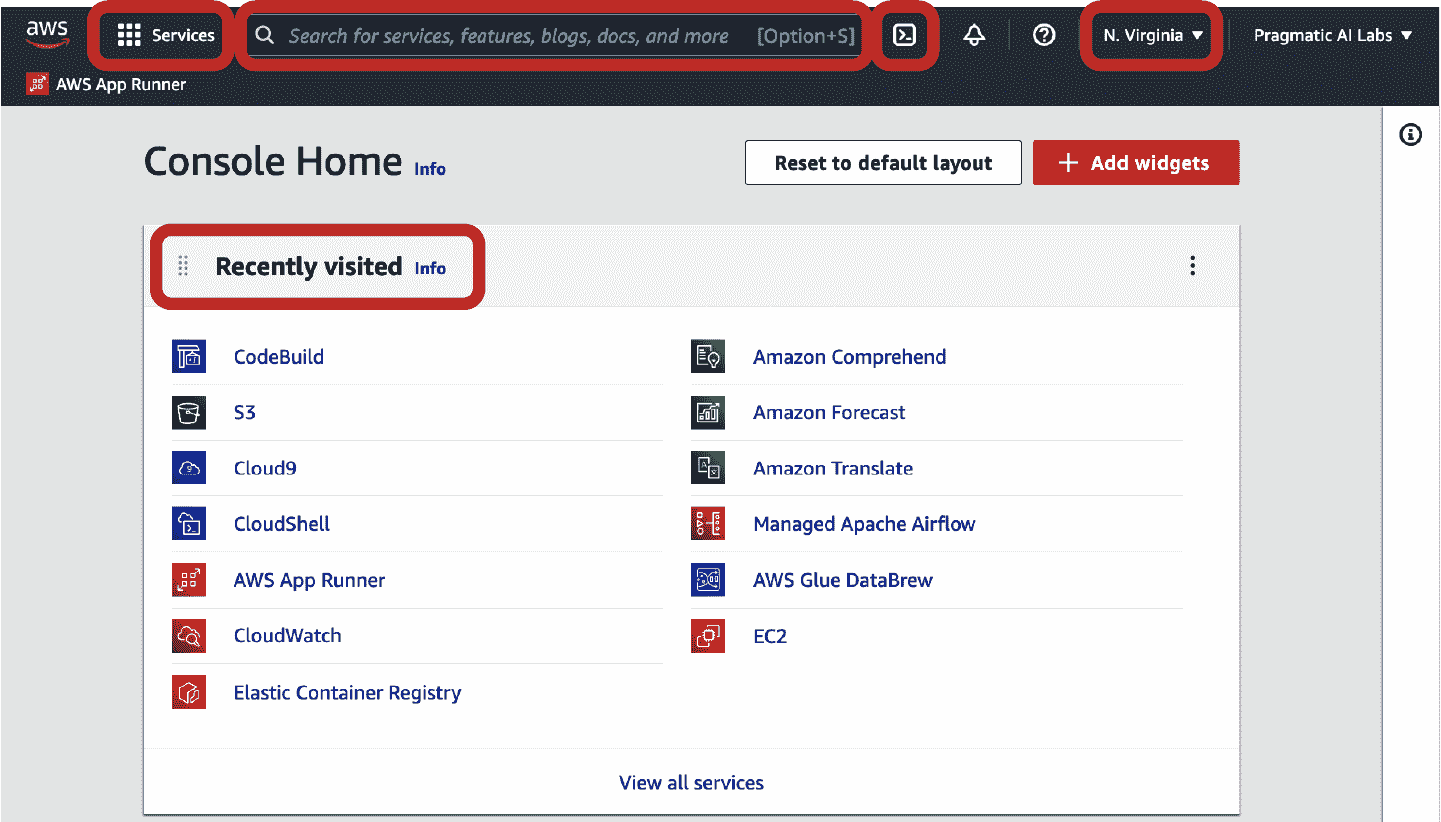 aws
Services
Search for services, features, blogs, docs, and more [Option+S]
N. Virginia
Pragmatic AI Labs
AWS App Runner
Console Home Info
Reset to default layout
+ Add widgets
Recently visited Info
CodeBuild
S3
Cloud9
CloudShell
AWS App Runner
CloudWatch
Elastic Container Registry
Amazon Comprehend
Amazon Forecast
Amazon Translate
Managed Apache Airflow
AWS Glue DataBrew
EC2
View all services